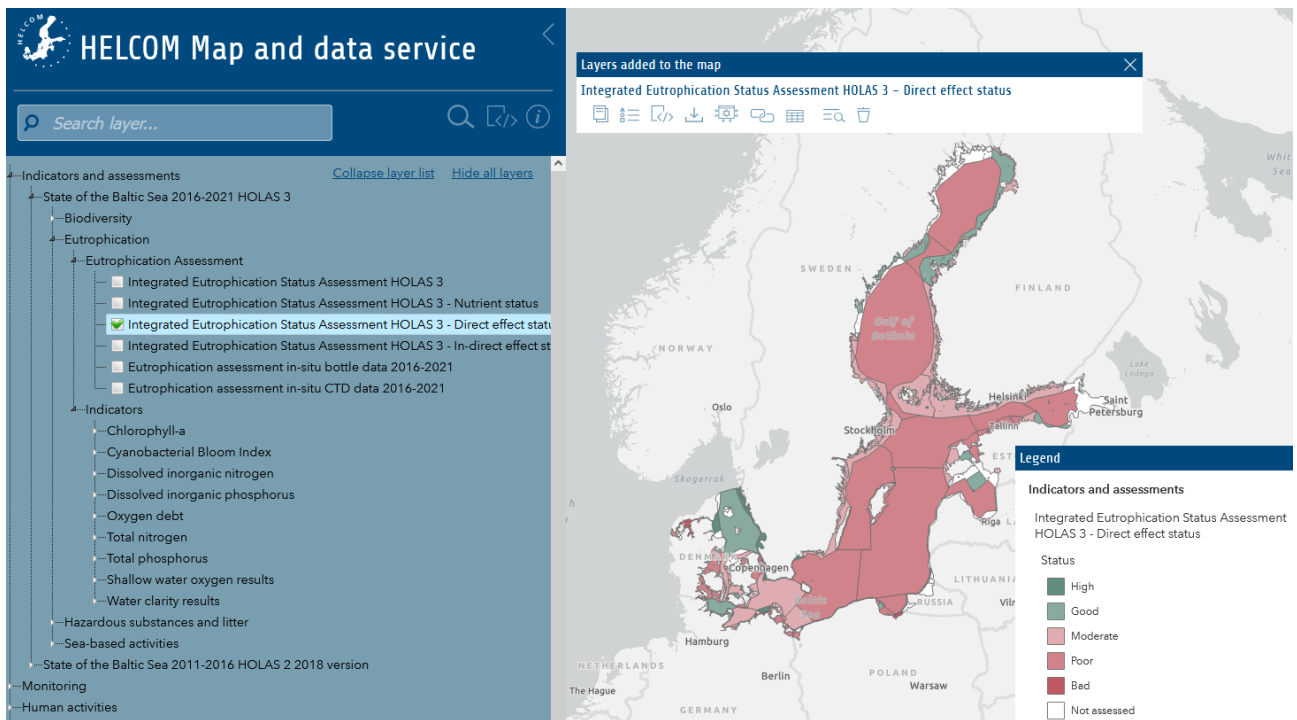 HELCOM
HELCOM Map and data service
Search layer...
Collapse layer list
Hide all layers
Indicators and assessments
State of the Baltic Sea 2016-2021 HOLAS 3
Biodiversity
Eutrophication
Eutrophication Assessment
Integrated Eutrophication Status Assessment HOLAS 3
Integrated Eutrophication Status Assessment HOLAS 3 - Nutrient status
Integrated Eutrophication Status Assessment HOLAS 3 - Direct effect statu
Integrated Eutrophication Status Assessment HOLAS 3 - In-direct effect st
Eutrophication assessment in-situ bottle data 2016-2021
Eutrophication assessment in-situ CTD data 2016-2021
Indicators
Chlorophyll-a
Cyanobacterial Bloom Index
Dissolved inorganic nitrogen
Dissolved inorganic phosphorus
Oxygen debt
Total nitrogen
Total phosphorus
Shallow water oxygen results
Water clarity results
Hazardous substances and litter
Sea-based activities
State of the Baltic Sea 2011-2016 HOLAS 2 2018 version
Monitoring
Human activities
Layers added to the map
Integrated Eutrophication Status Assessment HOLAS 3 - Direct effect status
White
Sea
SWEDEN
FINLAND
Gulf of
Bothnia
NORWAY
Lake
Ladoga
Oslo
Helsinki
Saint
Petersburg
Stockholm
Tallinn
EST
Skagerrak
Riga
DENMARK
Copenhagen
LITHUANIA
Baltic
Sea
RUSSIA
Viln
Hamburg
NETHERLANDS
Berlin
POLAND
Warsaw
The Hague
GERMANY
Legend
Indicators and assessments
Integrated Eutrophication Status Assessment
HOLAS 3 - Direct effect status
Status
High
Good
Moderate
Poor
Bad
Not assessed